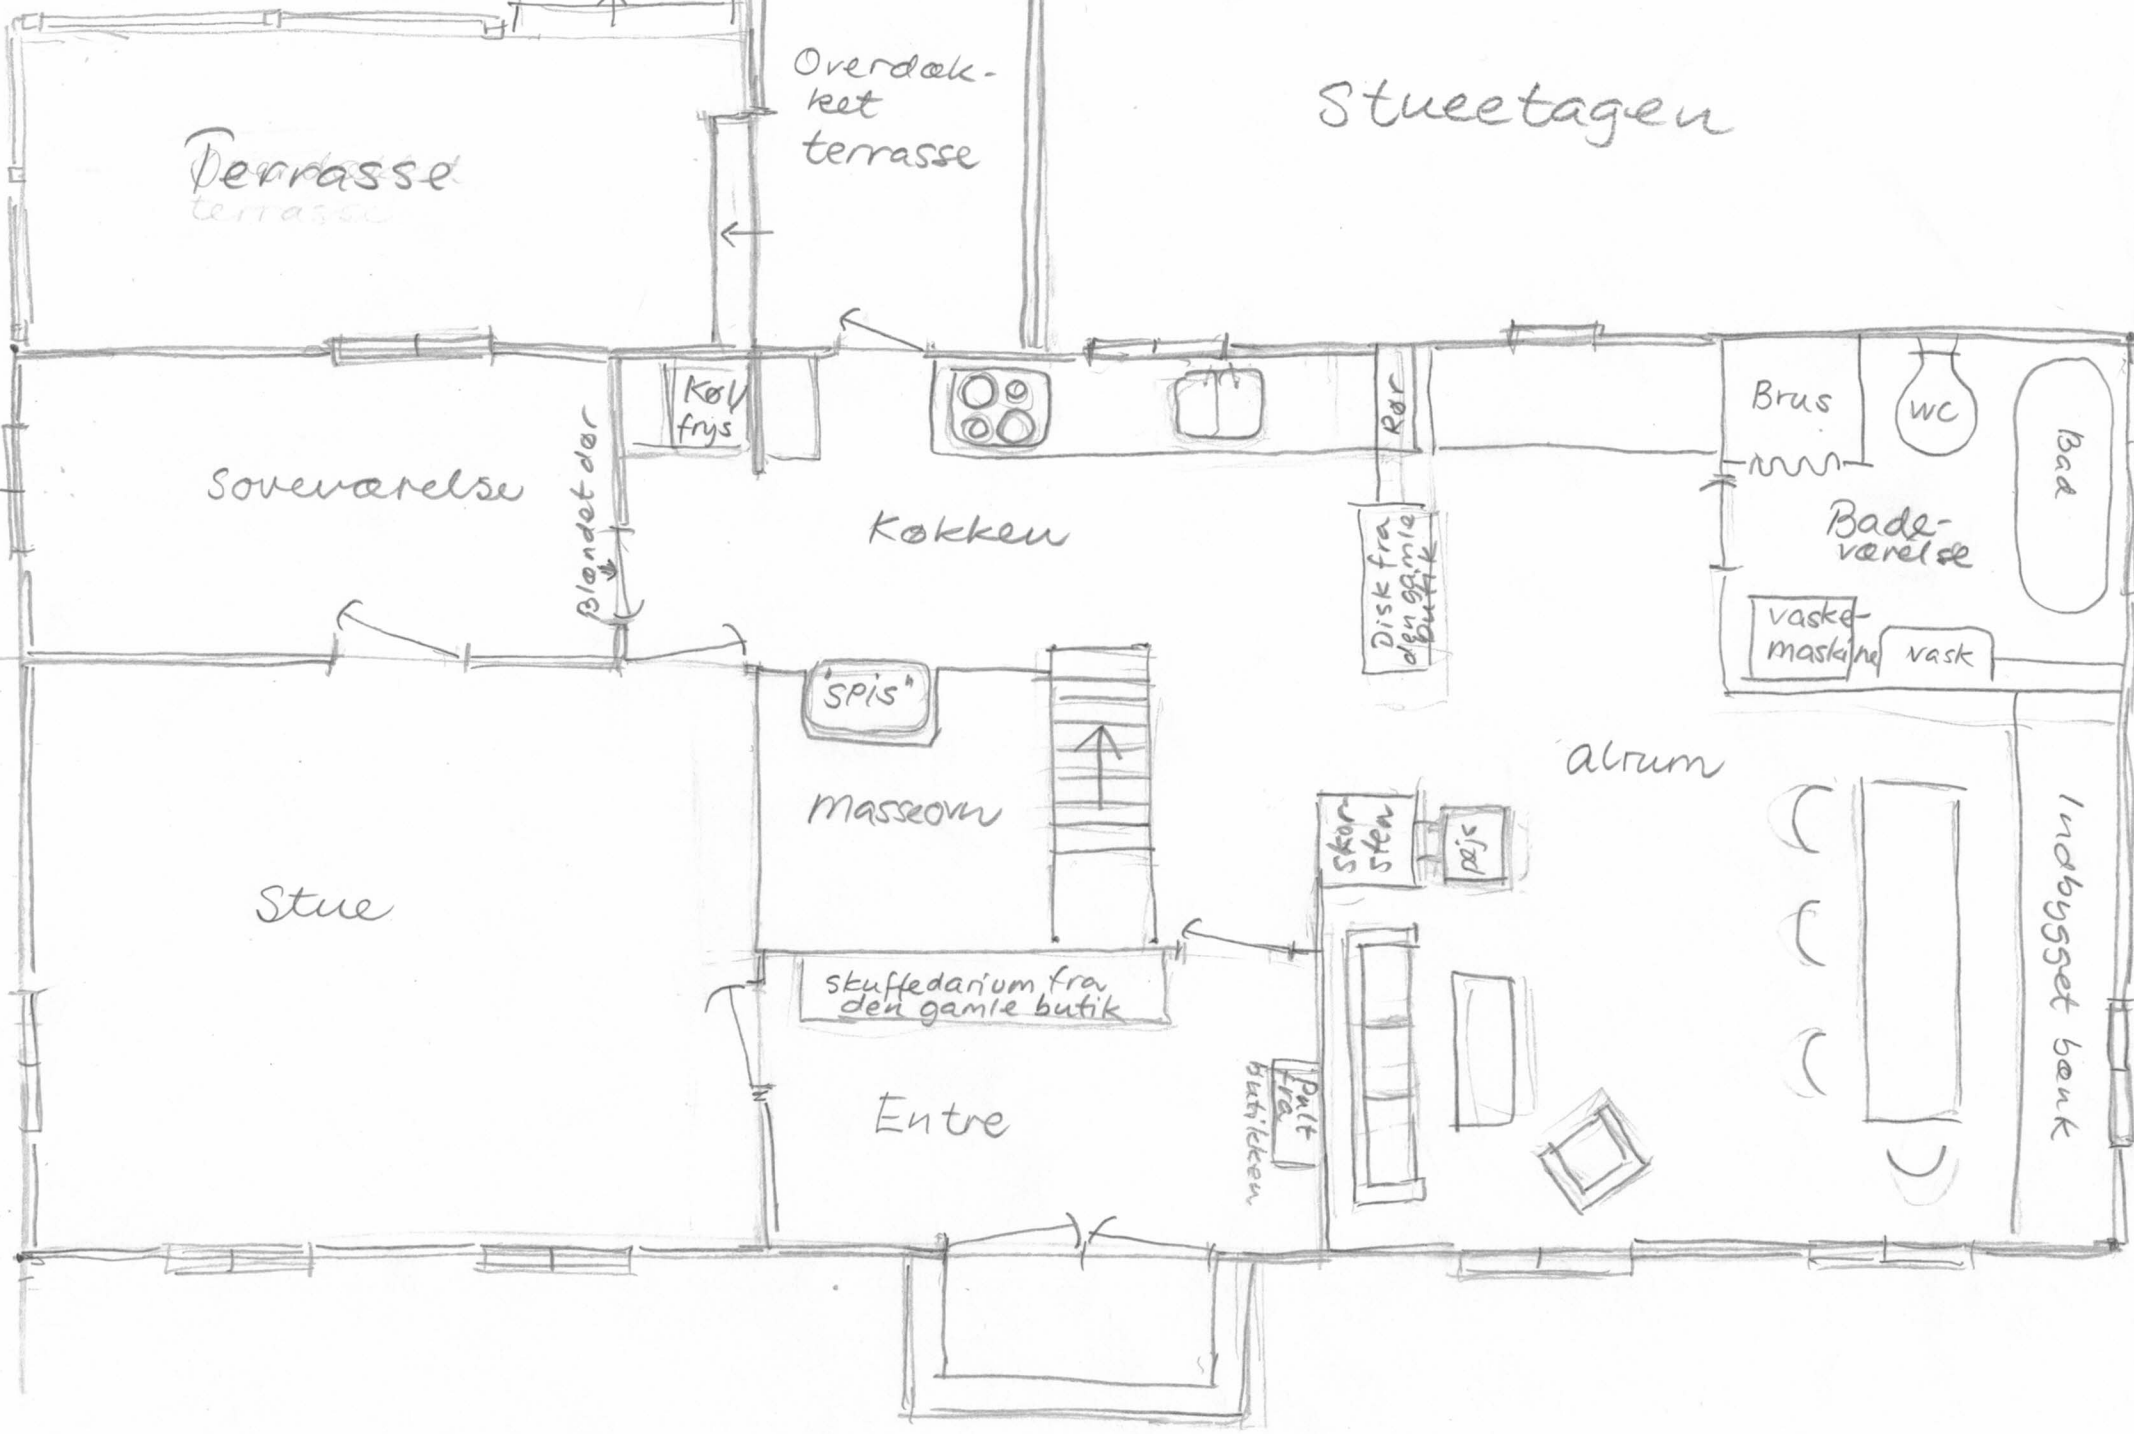 Overdæk-
ket
terrasse
Stueetagen
Terrasse
terrasse
Køl/
frys
Rør
Brus
WC
Bad
Soveværelse
Blændet dør
Køkken
Disk fra
den gamle
butik
Bade-
værelse
vaske-
maskine
vask
"SPIS"
Masseovn
Alrum
Skor
sten
pejs
Indbygget bænk
Stue
skuffedarium fra
den gamle butik
Entre
Pult
fra
butikken